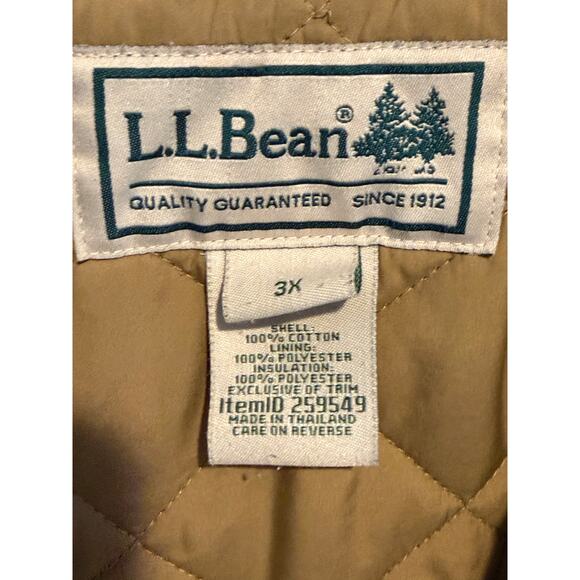 L.L.Bean®
QUALITY GUARANTEED SINCE 1912
3X
SHELL:
100% COTTON
LINING:
100% POLYESTER
INSULATION:
100% POLYESTER
EXCLUSIVE OF TRIM
ItemID 259549
MADE IN THAILAND
CARE ON REVERSE